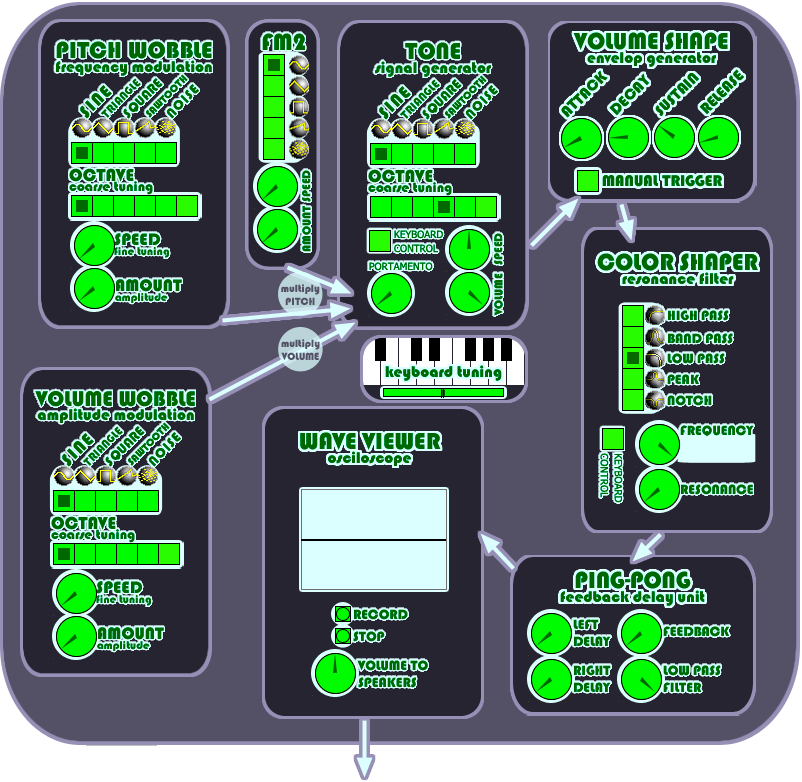 PITCH WOBBLE
frequency modulation
SINE
TRIANGLE
SQUARE
SAWTOOTH
NOISE
OCTAVE
coarse tuning
SPEED
fine tuning
AMOUNT
amplitude
FM2
AMOUNT SPEED
TONE
signal generator
SINE
TRIANGLE
SQUARE
SAWTOOTH
NOISE
OCTAVE
coarse tuning
KEYBOARD
CONTROL
PORTAMENTO
SPEED
VOLUME
VOLUME SHAPE
envelop generator
ATTACK
DECAY
SUSTAIN
RELEASE
MANUAL TRIGGER
multiply
PITCH
multiply
VOLUME
keyboard tuning
COLOR SHAPER
resonance filter
HIGH PASS
BAND PASS
LOW PASS
PEAK
NOTCH
KEYBOARD
CONTROL
FREQUENCY
RESONANCE
VOLUME WOBBLE
amplitude modulation
SINE
TRIANGLE
SQUARE
SAWTOOTH
NOISE
OCTAVE
coarse tuning
SPEED
fine tuning
AMOUNT
amplitude
WAVE VIEWER
osciloscope
RECORD
STOP
VOLUME TO
SPEAKERS
PING-PONG
feedback delay unit
LEFT
DELAY
FEEDBACK
RIGHT
DELAY
LOW PASS
FILTER